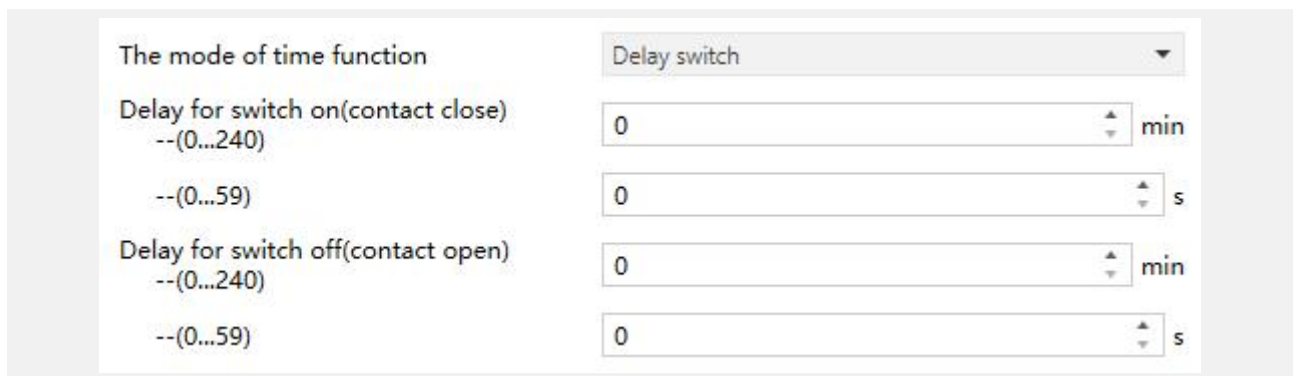 The mode of time function Delay switch
Delay for switch on(contact close)
--(0...240) 0 min
--(0...59) 0 s
Delay for switch off(contact open)
--(0...240) 0 min
--(0...59) 0 s